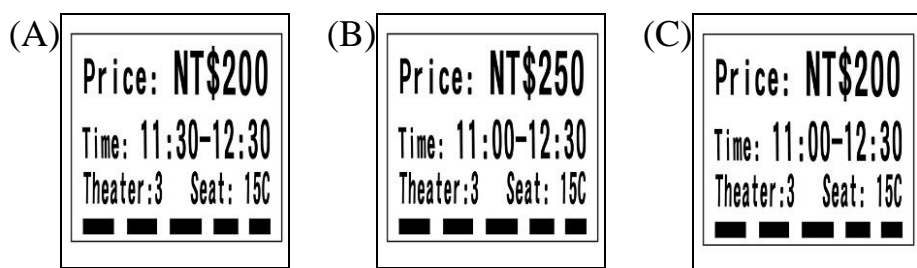 (A)
Price: NT$200
Time: 11:30-12:30
Theater:3 Seat: 15C
(B)
Price: NT$250
Time: 11:00-12:30
Theater:3 Seat: 15C
(C)
Price: NT$200
Time: 11:00-12:30
Theater:3 Seat: 15C